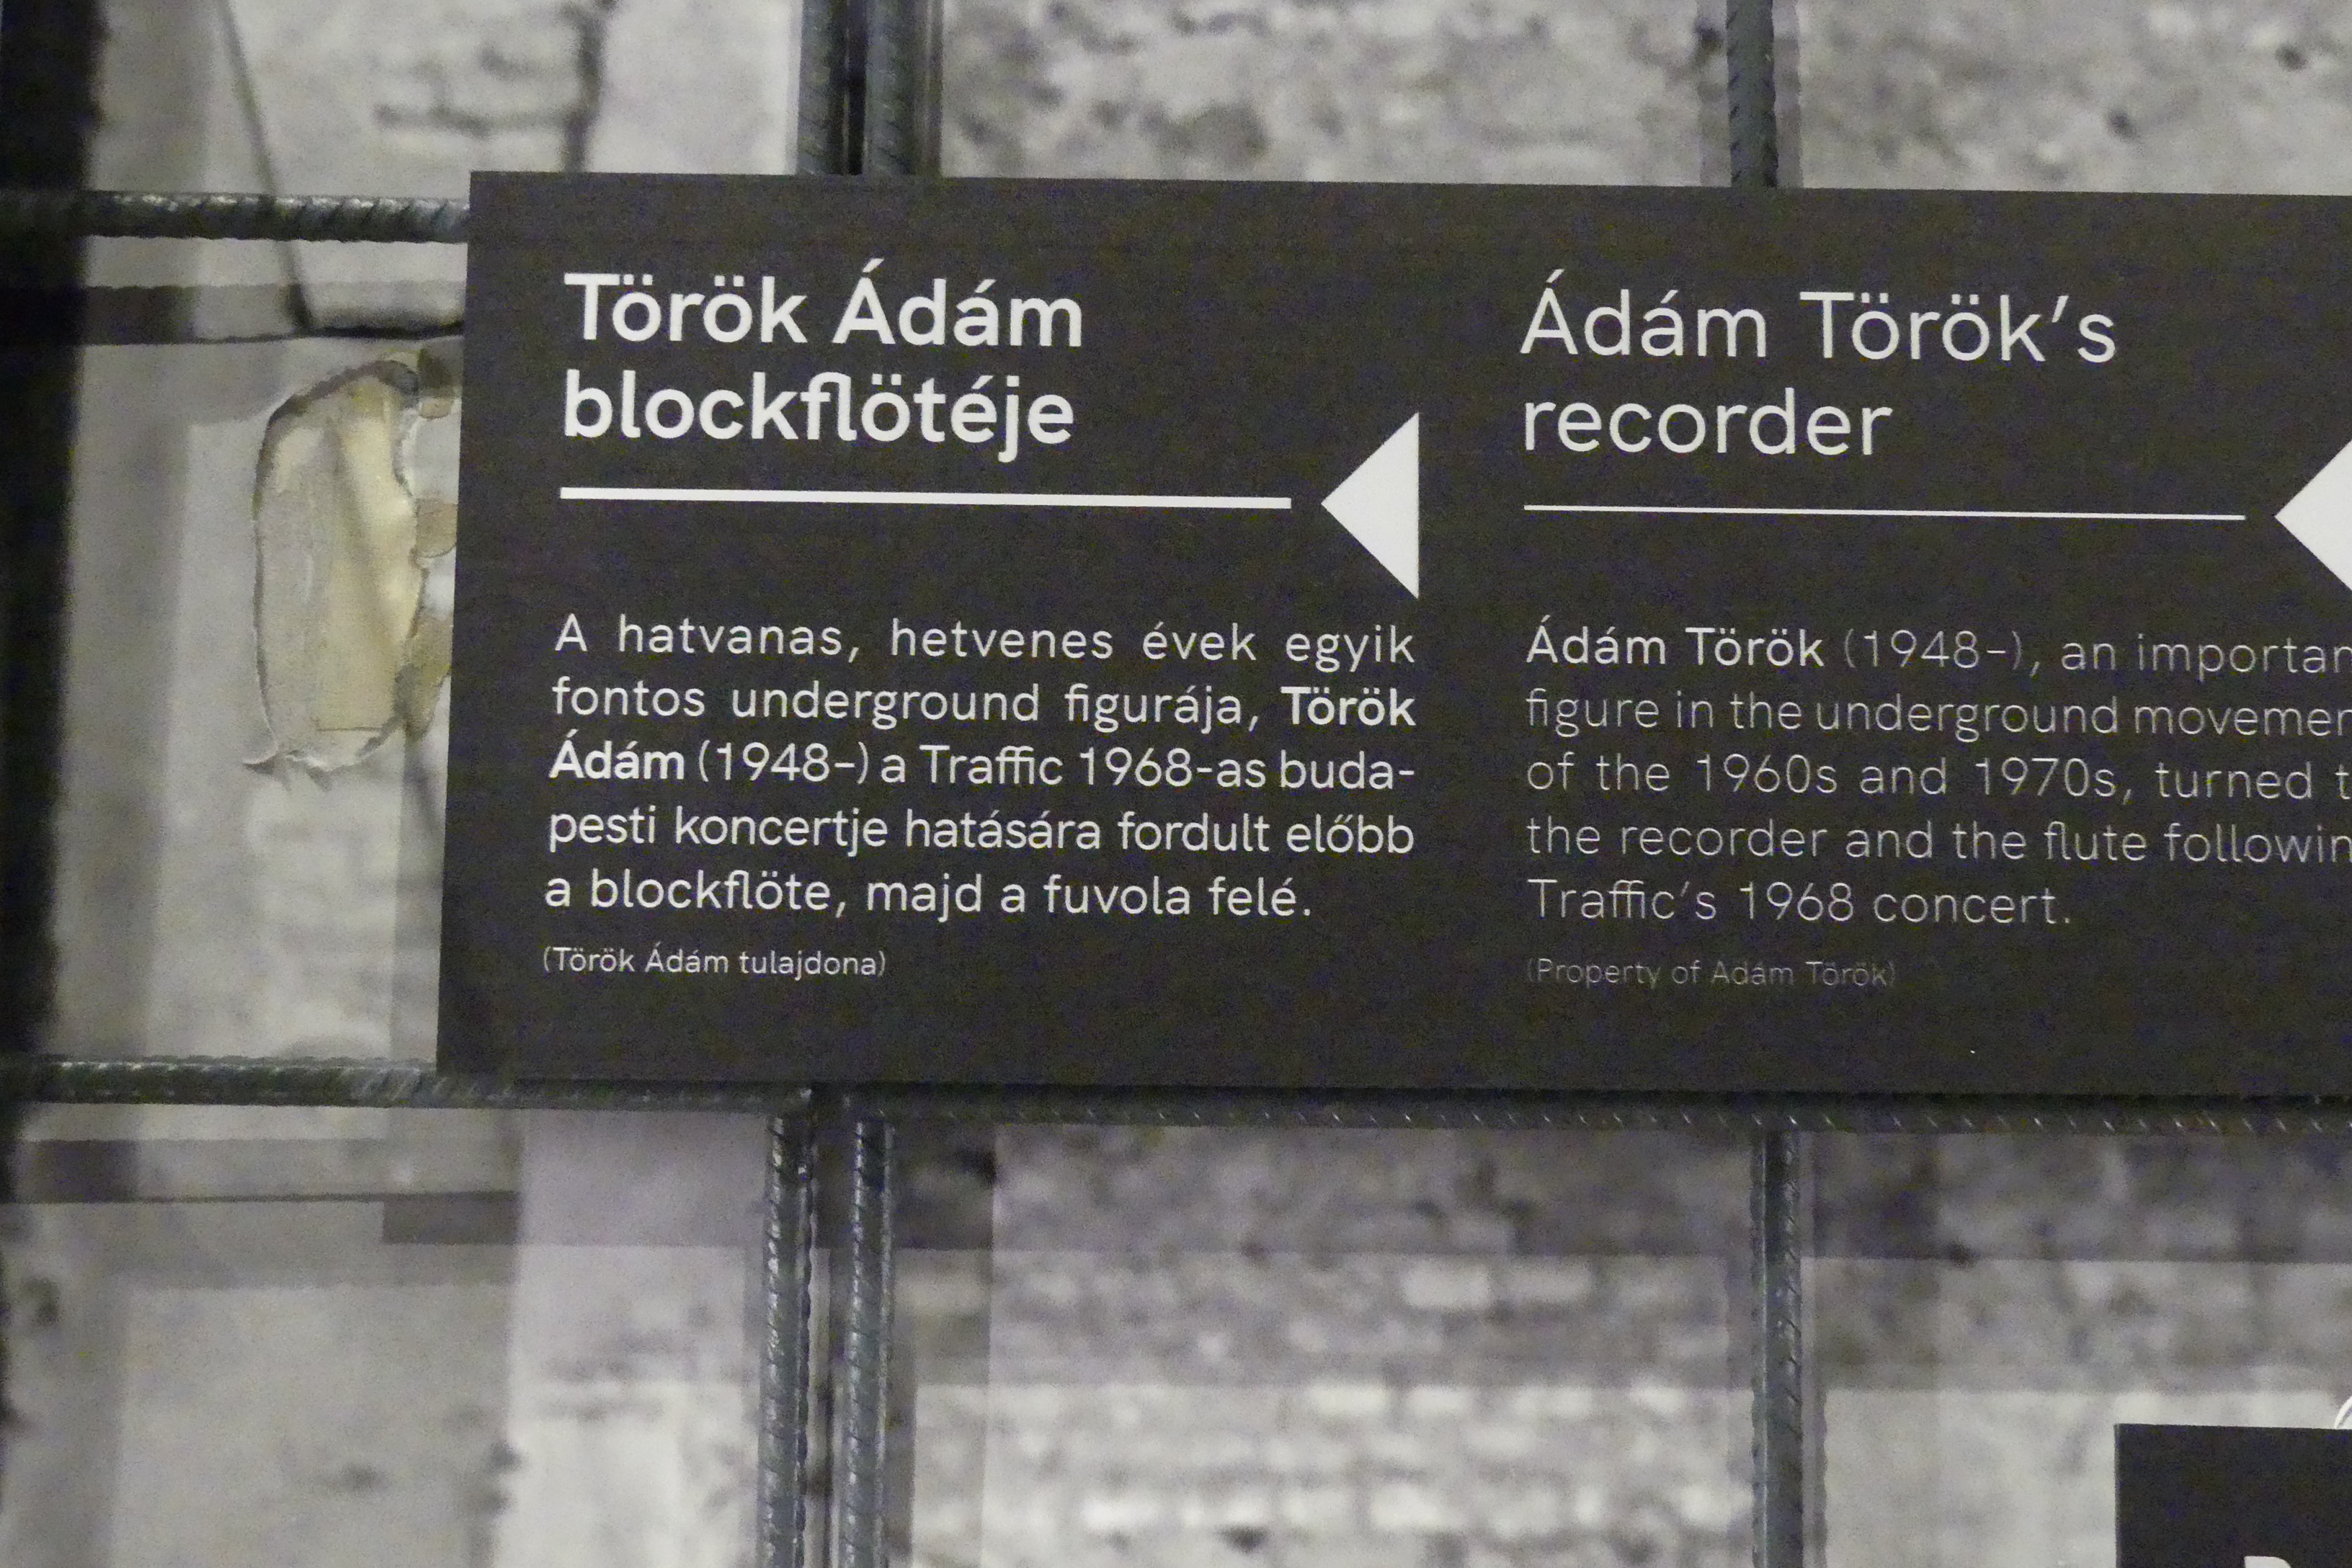 Török Ádám
blockflötéje
A hatvanas, hetvenes évek egyik
fontos underground figurája, Török
Ádám (1948-) a Traffic 1968-as buda-
pesti koncertje hatására fordult előbb
a blockflöte, majd a fuvola felé.
(Török Ádám tulajdona)
Ádám Török's
recorder
Ádám Török (1948-), an importan
figure in the underground movemen
of the 1960s and 1970s, turned t
the recorder and the flute followin
Traffic's 1968 concert.
(Property of Adám Török)